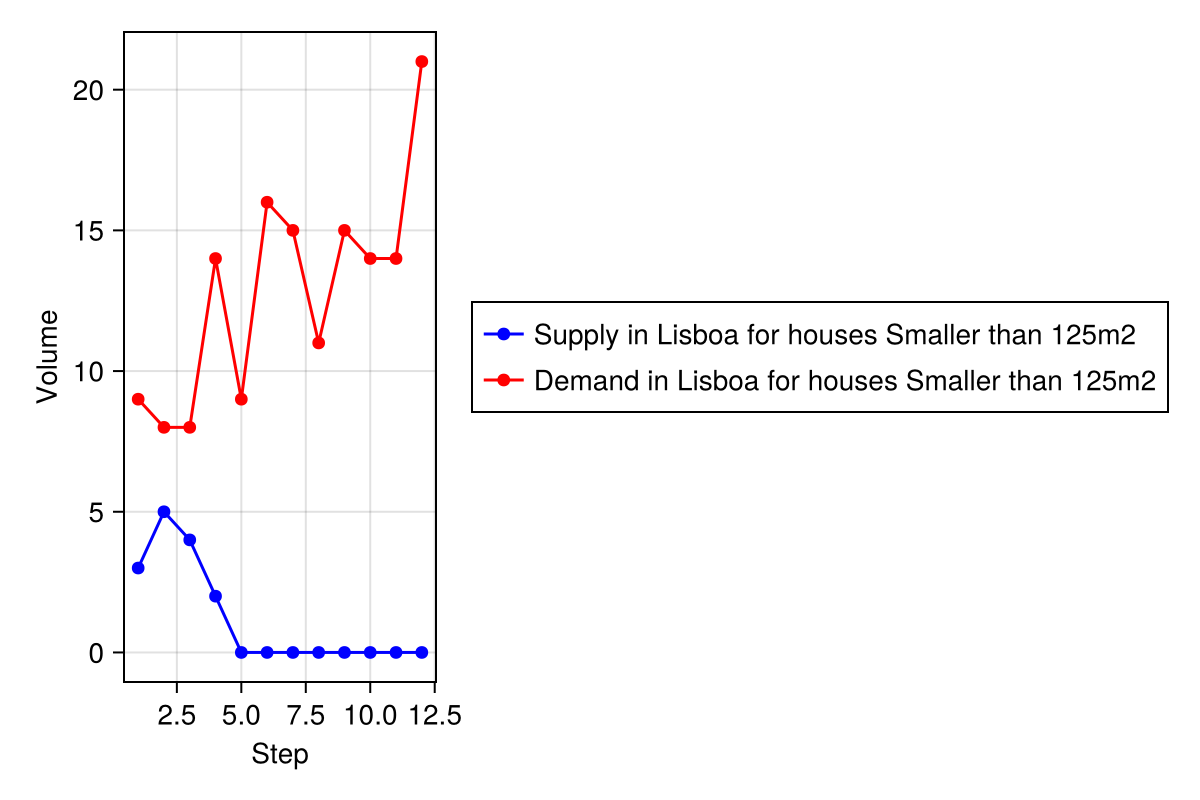 20
15
10
5
0
Volume
2.5 5.0 7.5 10.0 12.5
Step
Supply in Lisboa for houses Smaller than 125m2
Demand in Lisboa for houses Smaller than 125m2